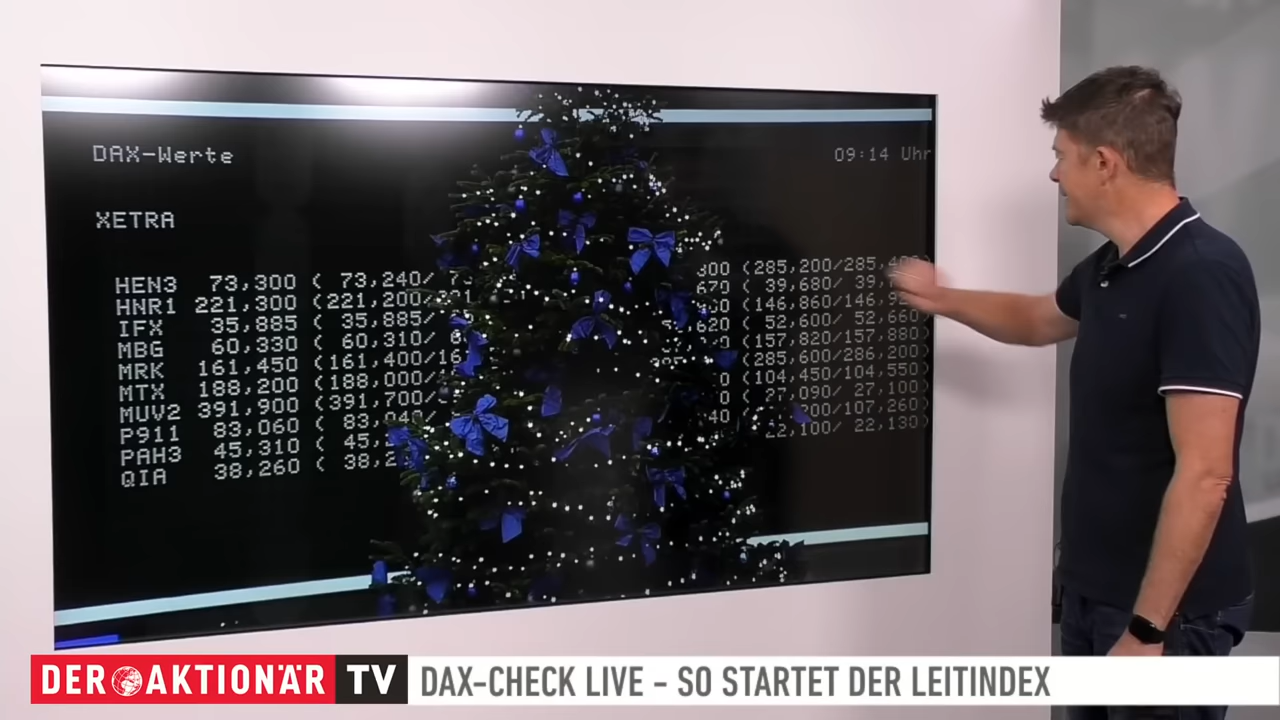 DAX-Werte 09:14 Uhr
XETRA
HEN3 73,300 ( 73,240/ (285,200/285,
HNR1 221,300 (221,200/ ( 39,680/
IFX 35,885 ( 35,885/ (146,860/
MBG 60,330 ( 60,310/ ( 52,600/ 52,660)
MRK 161,450 (161,400/ (157,820/157,880)
MTX 188,200 (188,000/ (285,600/286,200)
MUV2 391,900 (391,700/ (104,450/104,550)
P911 83,060 ( ( 27,090/ 27,100)
PAH3 45,310 ( /107,260)
QIA 38,260 ( 22,100/ 22,130)
DER AKTIONÄR TV DAX-CHECK LIVE - SO STARTET DER LEITINDEX